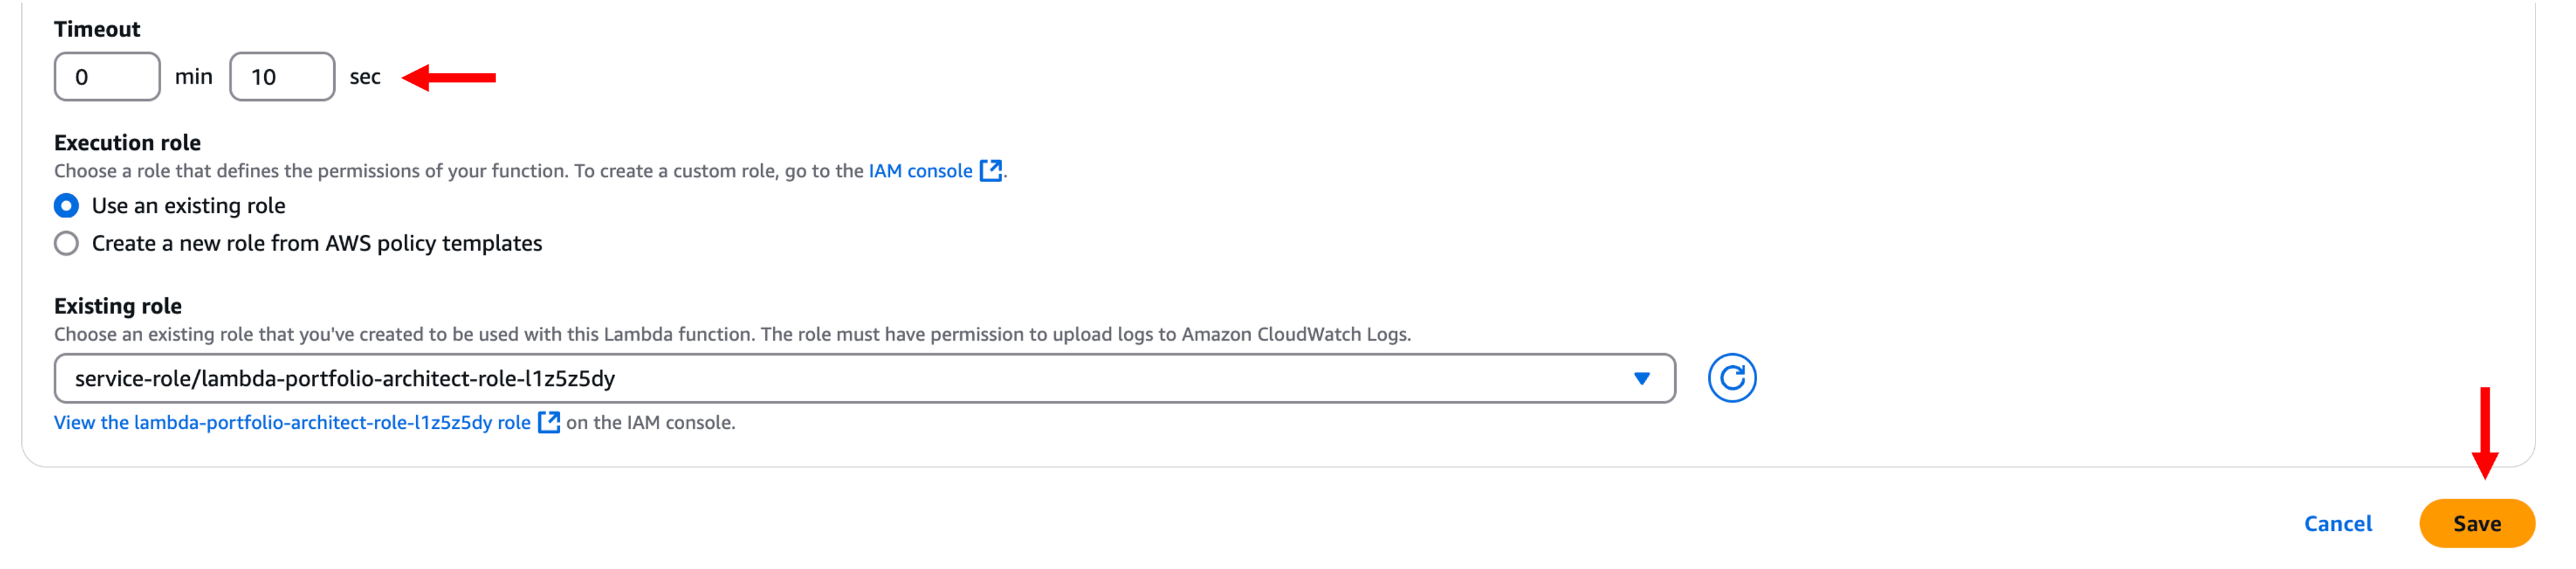 Timeout
0 min 10 sec
Execution role
Choose a role that defines the permissions of your function. To create a custom role, go to the IAM console.
Use an existing role
Create a new role from AWS policy templates
Existing role
Choose an existing role that you've created to be used with this Lambda function. The role must have permission to upload logs to Amazon CloudWatch Logs.
service-role/lambda-portfolio-architect-role-l1z5z5dy
View the lambda-portfolio-architect-role-l1z5z5dy role on the IAM console.
Cancel Save